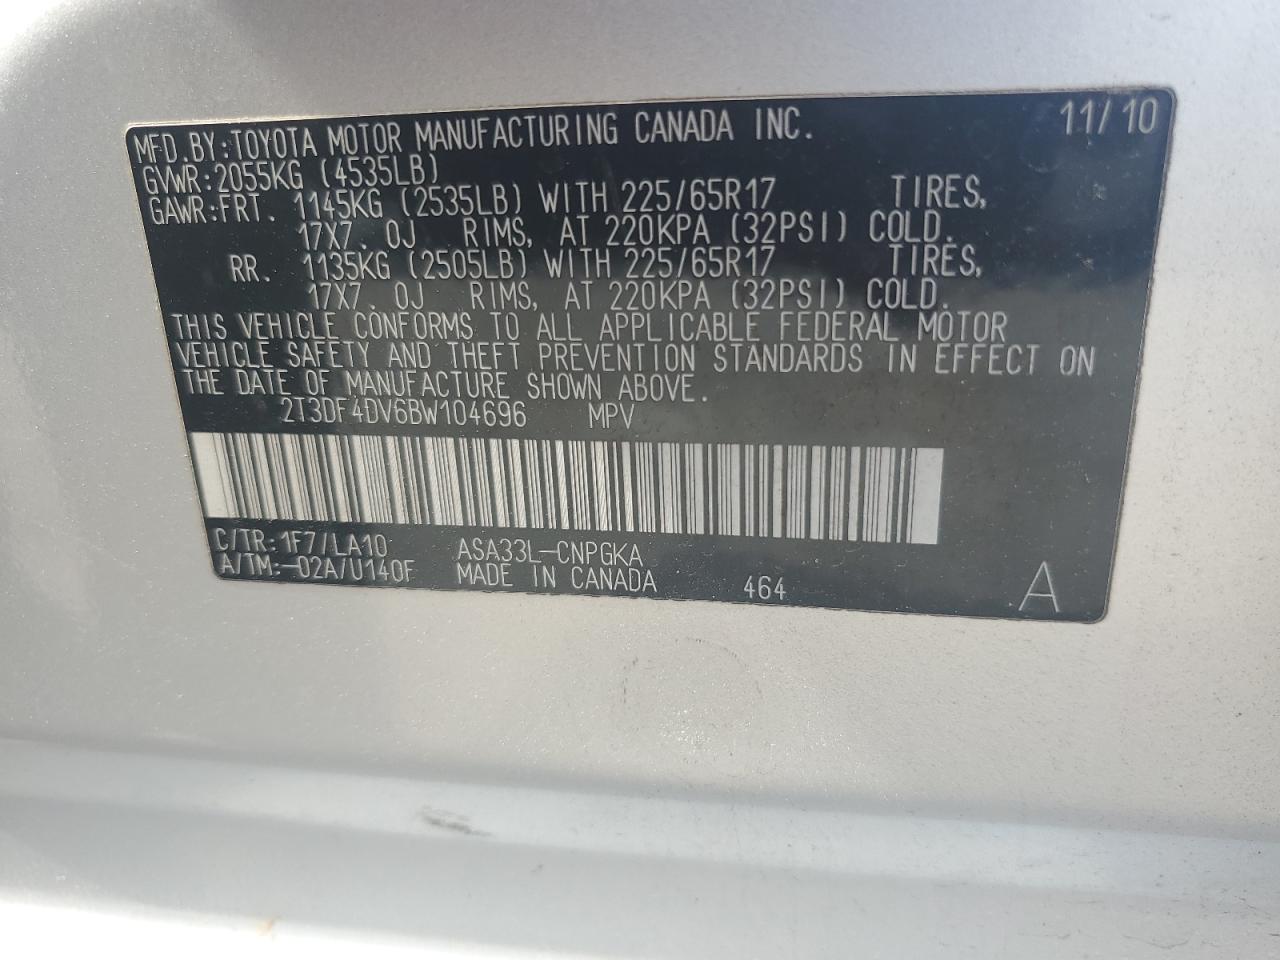 MFD.BY:TOYOTA MOTOR MANUFACTURING CANADA INC. 11/10
GVWR:2055KG (4535LB)
GAWR:FRT. 1145KG (2535LB) WITH 225/65R17 TIRES,
17X7.0J RIMS, AT 220KPA (32PSI) COLD.
RR. 1135KG (2505LB) WITH 225/65R17 TIRES,
17X7.0J RIMS, AT 220KPA (32PSI) COLD.
THIS VEHICLE CONFORMS TO ALL APPLICABLE FEDERAL MOTOR
VEHICLE SAFETY AND THEFT PREVENTION STANDARDS IN EFFECT ON
THE DATE OF MANUFACTURE SHOWN ABOVE.
2T3DF4DV6BW104696 MPV
C/TR:1F7/LA10 ASA33L-CNPGKA
A/TM:-02A/U140F MADE IN CANADA 464 A